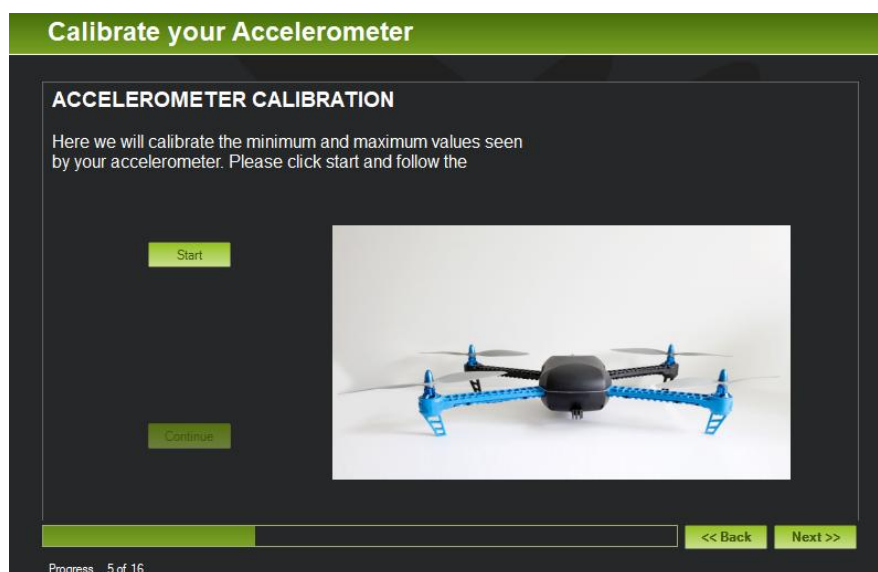 Calibrate your Accelerometer
ACCELEROMETER CALIBRATION
Here we will calibrate the minimum and maximum values seen
by your accelerometer. Please click start and follow the
Start
Continue
<< Back
Next >>
Progress 5 of 16